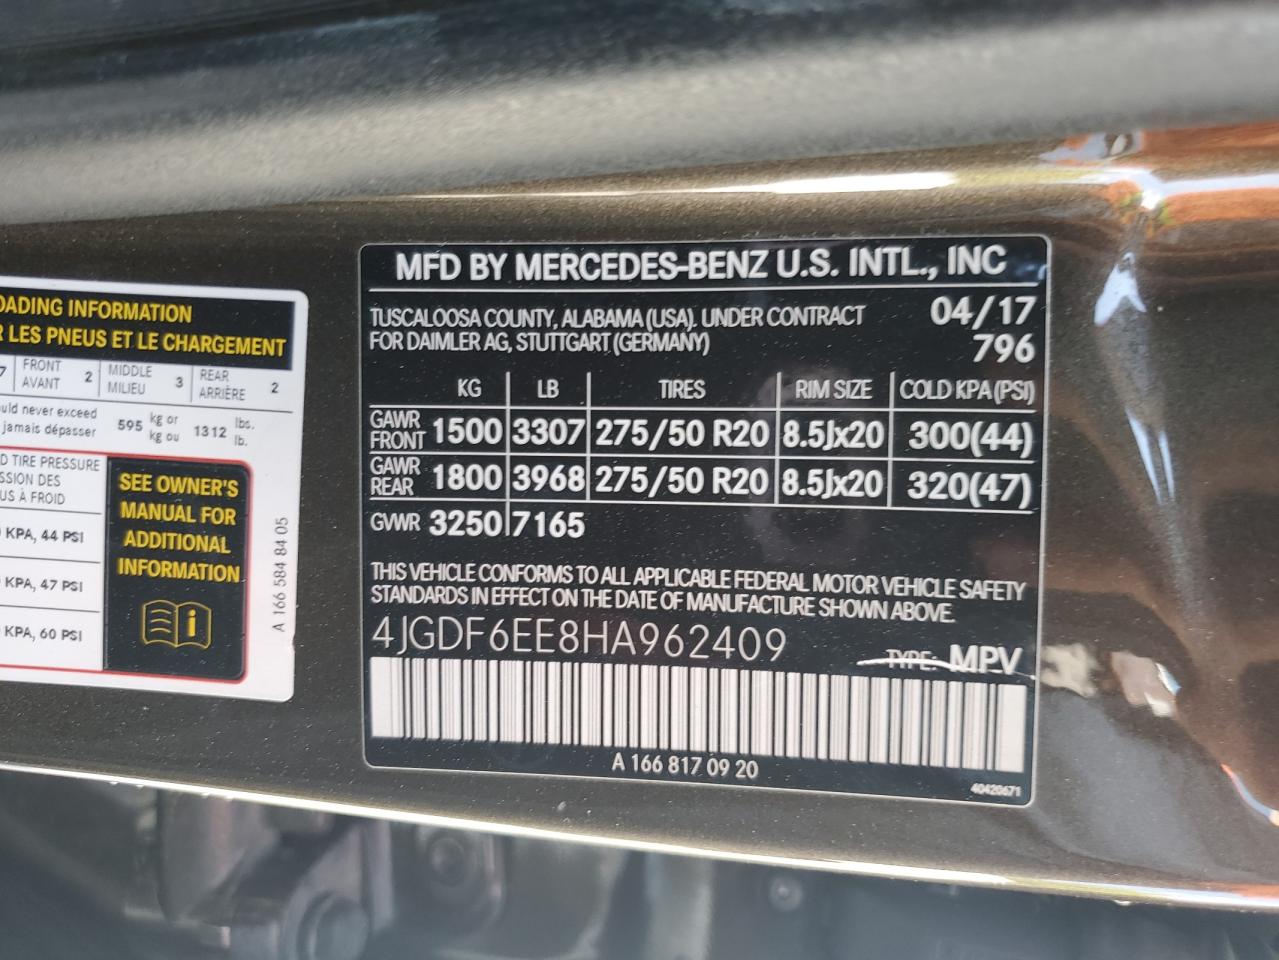 OADING INFORMATION
R LES PNEUS ET LE CHARGEMENT
7 FRONT AVANT 2 MIDDLE MILIEU 3 REAR ARRIÈRE 2
uld never exceed
jamais dépasser 595 kg or kg ou 1312 lbs. lb.
D TIRE PRESSURE
SSION DES
US À FROID
KPA, 44 PSI
KPA, 47 PSI
KPA, 60 PSI
SEE OWNER'S
MANUAL FOR
ADDITIONAL
INFORMATION
i
A 166 584 84 05
MFD BY MERCEDES-BENZ U.S. INTL., INC
TUSCALOOSA COUNTY, ALABAMA (USA). UNDER CONTRACT 04/17
FOR DAIMLER AG, STUTTGART (GERMANY) 796
KG LB TIRES RIM SIZE COLD KPA (PSI)
GAWR FRONT 1500 3307 275/50 R20 8.5Jx20 300(44)
GAWR REAR 1800 3968 275/50 R20 8.5Jx20 320(47)
GVWR 3250 7165
THIS VEHICLE CONFORMS TO ALL APPLICABLE FEDERAL MOTOR VEHICLE SAFETY
STANDARDS IN EFFECT ON THE DATE OF MANUFACTURE SHOWN ABOVE.
4JGDF6EE8HA962409
TYPE: MPV
A 166 817 09 20
40420671